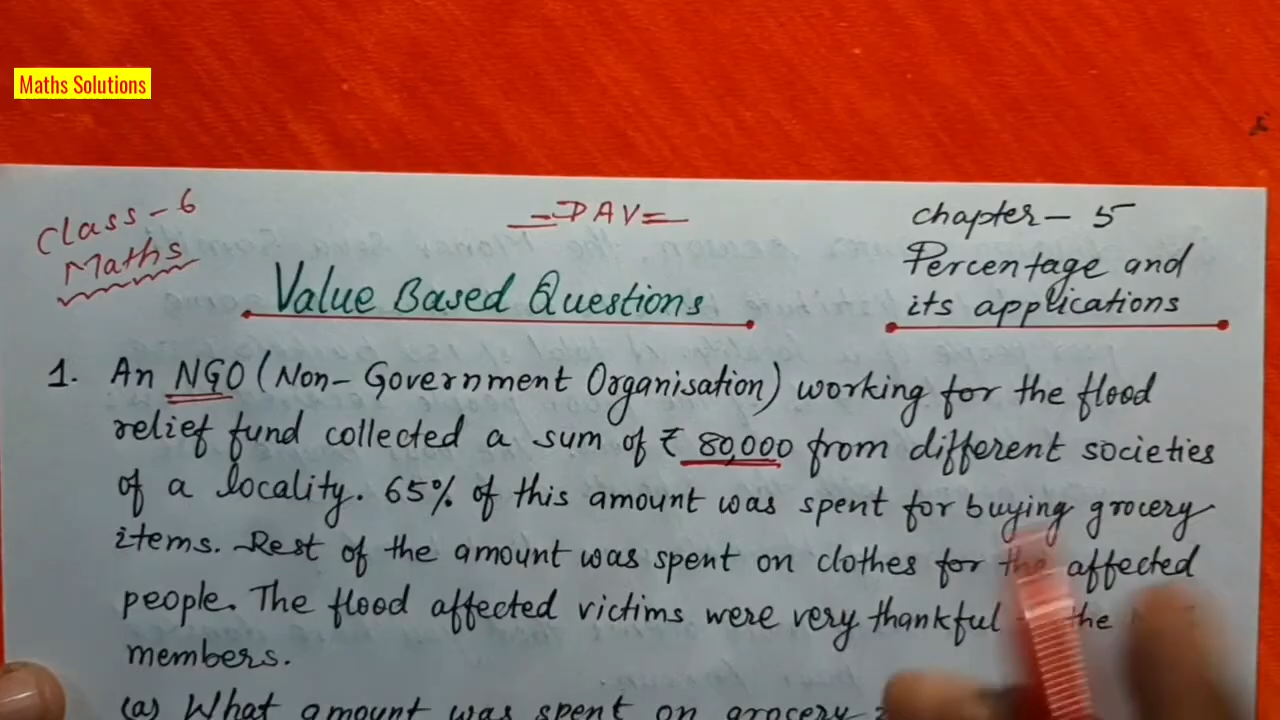 Maths Solutions
Class-6
Maths
DAV
Chapter- 5
Percentage and
its applications
Value Based Questions
1. An NGO (Non-Government Organisation) working for the flood
relief fund collected a sum of ₹ 80,000 from different societies
of a locality. 65% of this amount was spent for buying grocery
items. Rest of the amount was spent on clothes for the affected
people. The flood affected victims were very thankful the
members.
(a) What amount was spent on grocery